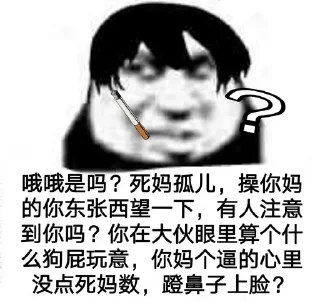 ?
哦哦是吗？死妈孤儿，操你妈
的你东张西望一下，有人注意
到你吗？你在大伙眼里算个什
么狗屁玩意，你妈个逼的心里
没点死妈数，蹬鼻子上脸？